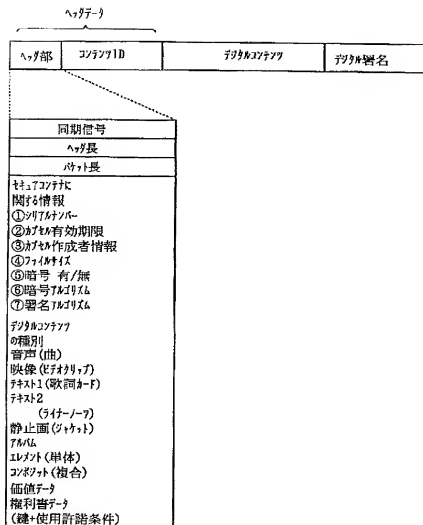 ﾍｯﾀﾞﾃﾞｰﾀ
ﾍｯﾀﾞ部 ｺﾝﾃﾝﾂID ﾃﾞｼﾞﾀﾙｺﾝﾃﾝﾂ ﾃﾞｼﾞﾀﾙ署名
同期信号
ﾍｯﾀﾞ長
ﾊﾟｹｯﾄ長
ｾｷｭｱｺﾝﾃﾅに
関する情報
①ｼﾘｱﾙﾅﾝﾊﾞｰ
②ｶﾌﾟｾﾙ有効期限
③ｶﾌﾟｾﾙ作成者情報
④ﾌｧｲﾙｻｲｽﾞ
⑤暗号 有/無
⑥暗号ｱﾙｺﾞﾘｽﾞﾑ
⑦署名ｱﾙｺﾞﾘｽﾞﾑ
ﾃﾞｼﾞﾀﾙｺﾝﾃﾝﾂ
の種別
音声(曲)
映像(ﾋﾞﾃﾞｵｸﾘｯﾌﾟ)
ﾃｷｽﾄ1(歌詞ｶｰﾄﾞ)
ﾃｷｽﾄ2
(ﾗｲﾅｰﾉｰﾂ)
静止画(ｼﾞｬｹｯﾄ)
ｱﾙﾊﾞﾑ
ｴﾚﾒﾝﾄ(単体)
ｺﾝﾎﾟｼﾞｯﾄ(複合)
価値ﾃﾞｰﾀ
権利書ﾃﾞｰﾀ
(鍵+使用許諾条件)